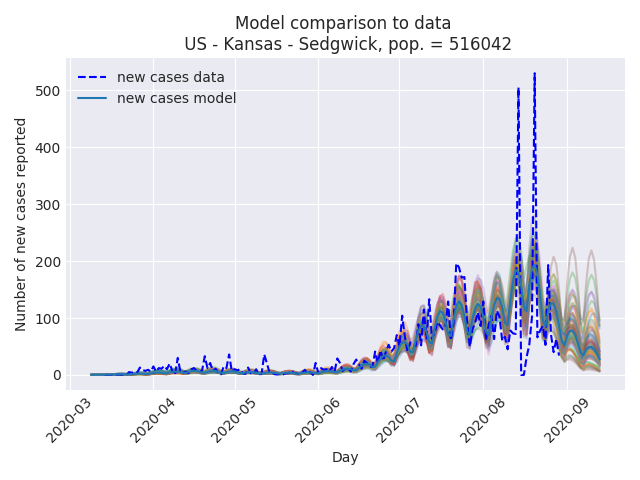 Model comparison to data
US - Kansas - Sedgwick, pop. = 516042
new cases data
new cases model
Number of new cases reported
500
400
300
200
100
0
2020-03
2020-04
2020-05
2020-06
2020-07
2020-08
2020-09
Day